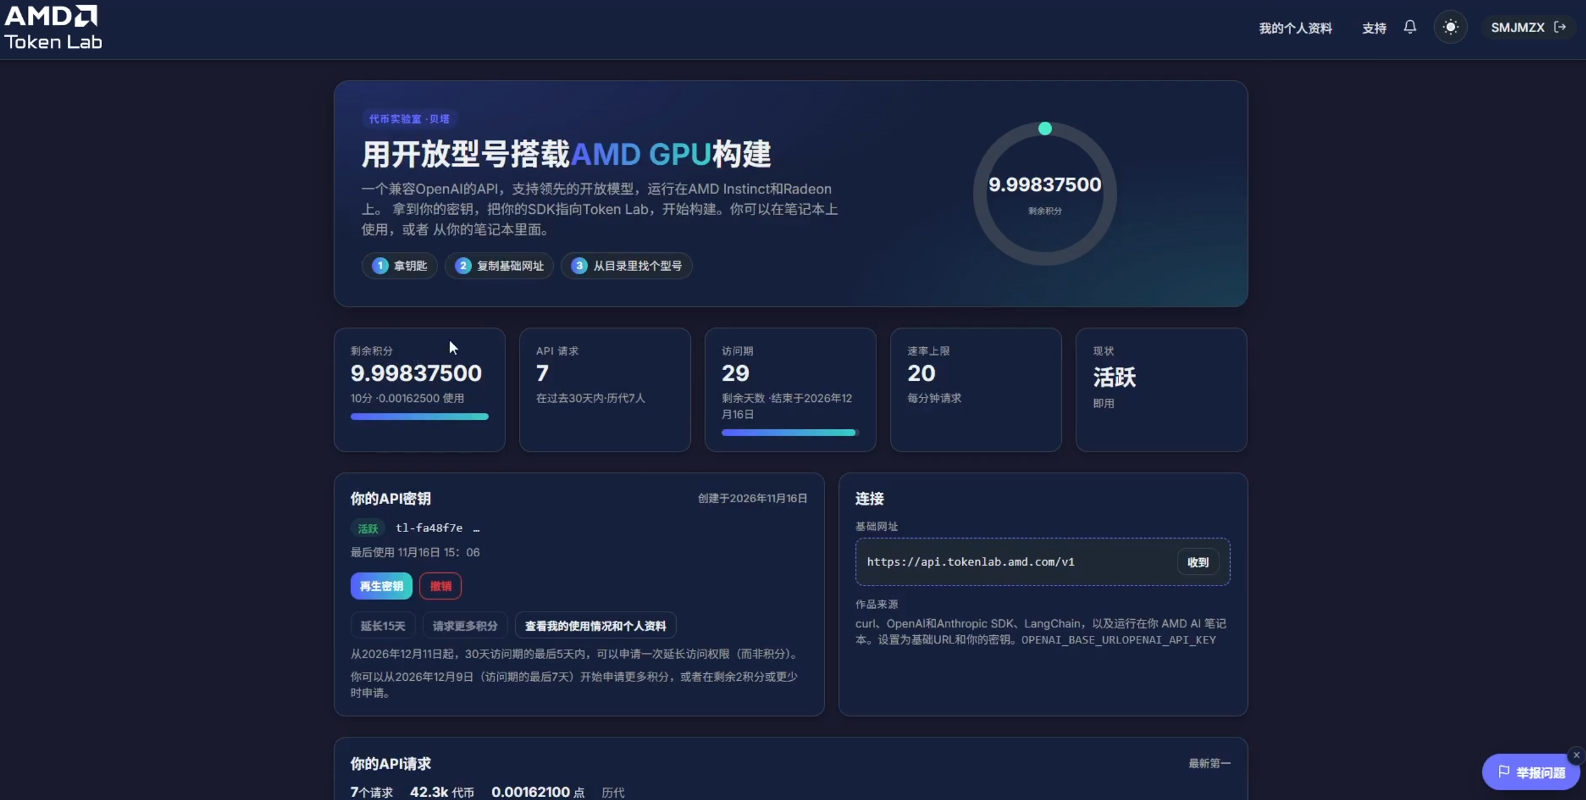 AMD
Token Lab
我的个人资料
支持
SMJMZX
代币实验室 ·贝塔
用开放型号搭载AMD GPU构建
一个兼容OpenAI的API，支持领先的开放模型，运行在AMD Instinct和Radeon
上。 拿到你的密钥，把你的SDK指向Token Lab，开始构建。你可以在笔记本上
使用，或者 从你的笔记本里面。
1 拿钥匙
2 复制基础网址
3 从目录里找个型号
9.99837500
剩余积分
剩余积分
9.99837500
10分 ·0.00162500 使用
API 请求
7
在过去30天内·历代7人
访问期
29
剩余天数 ·结束于2026年12
月16日
速率上限
20
每分钟请求
现状
活跃
即用
你的API密钥
创建于2026年11月16日
活跃 tl-fa48f7e …
最后使用 11月16日 15：06
再生密钥
撤销
延长15天
请求更多积分
查看我的使用情况和个人资料
从2026年12月11日起，30天访问期的最后5天内，可以申请一次延长访问权限（而非积分）。
你可以从2026年12月9日（访问期的最后7天）开始申请更多积分，或者在剩余2积分或更少
时申请。
连接
基础网址
https://api.tokenlab.amd.com/v1
收到
作品来源
curl、OpenAI和Anthropic SDK、LangChain，以及运行在你 AMD AI 笔记
本。设置为基础URL和你的密钥。OPENAI_BASE_URLOPENAI_API_KEY
你的API请求
最新第一
7个请求 42.3k 代币 0.00162100 点 历代
举报问题